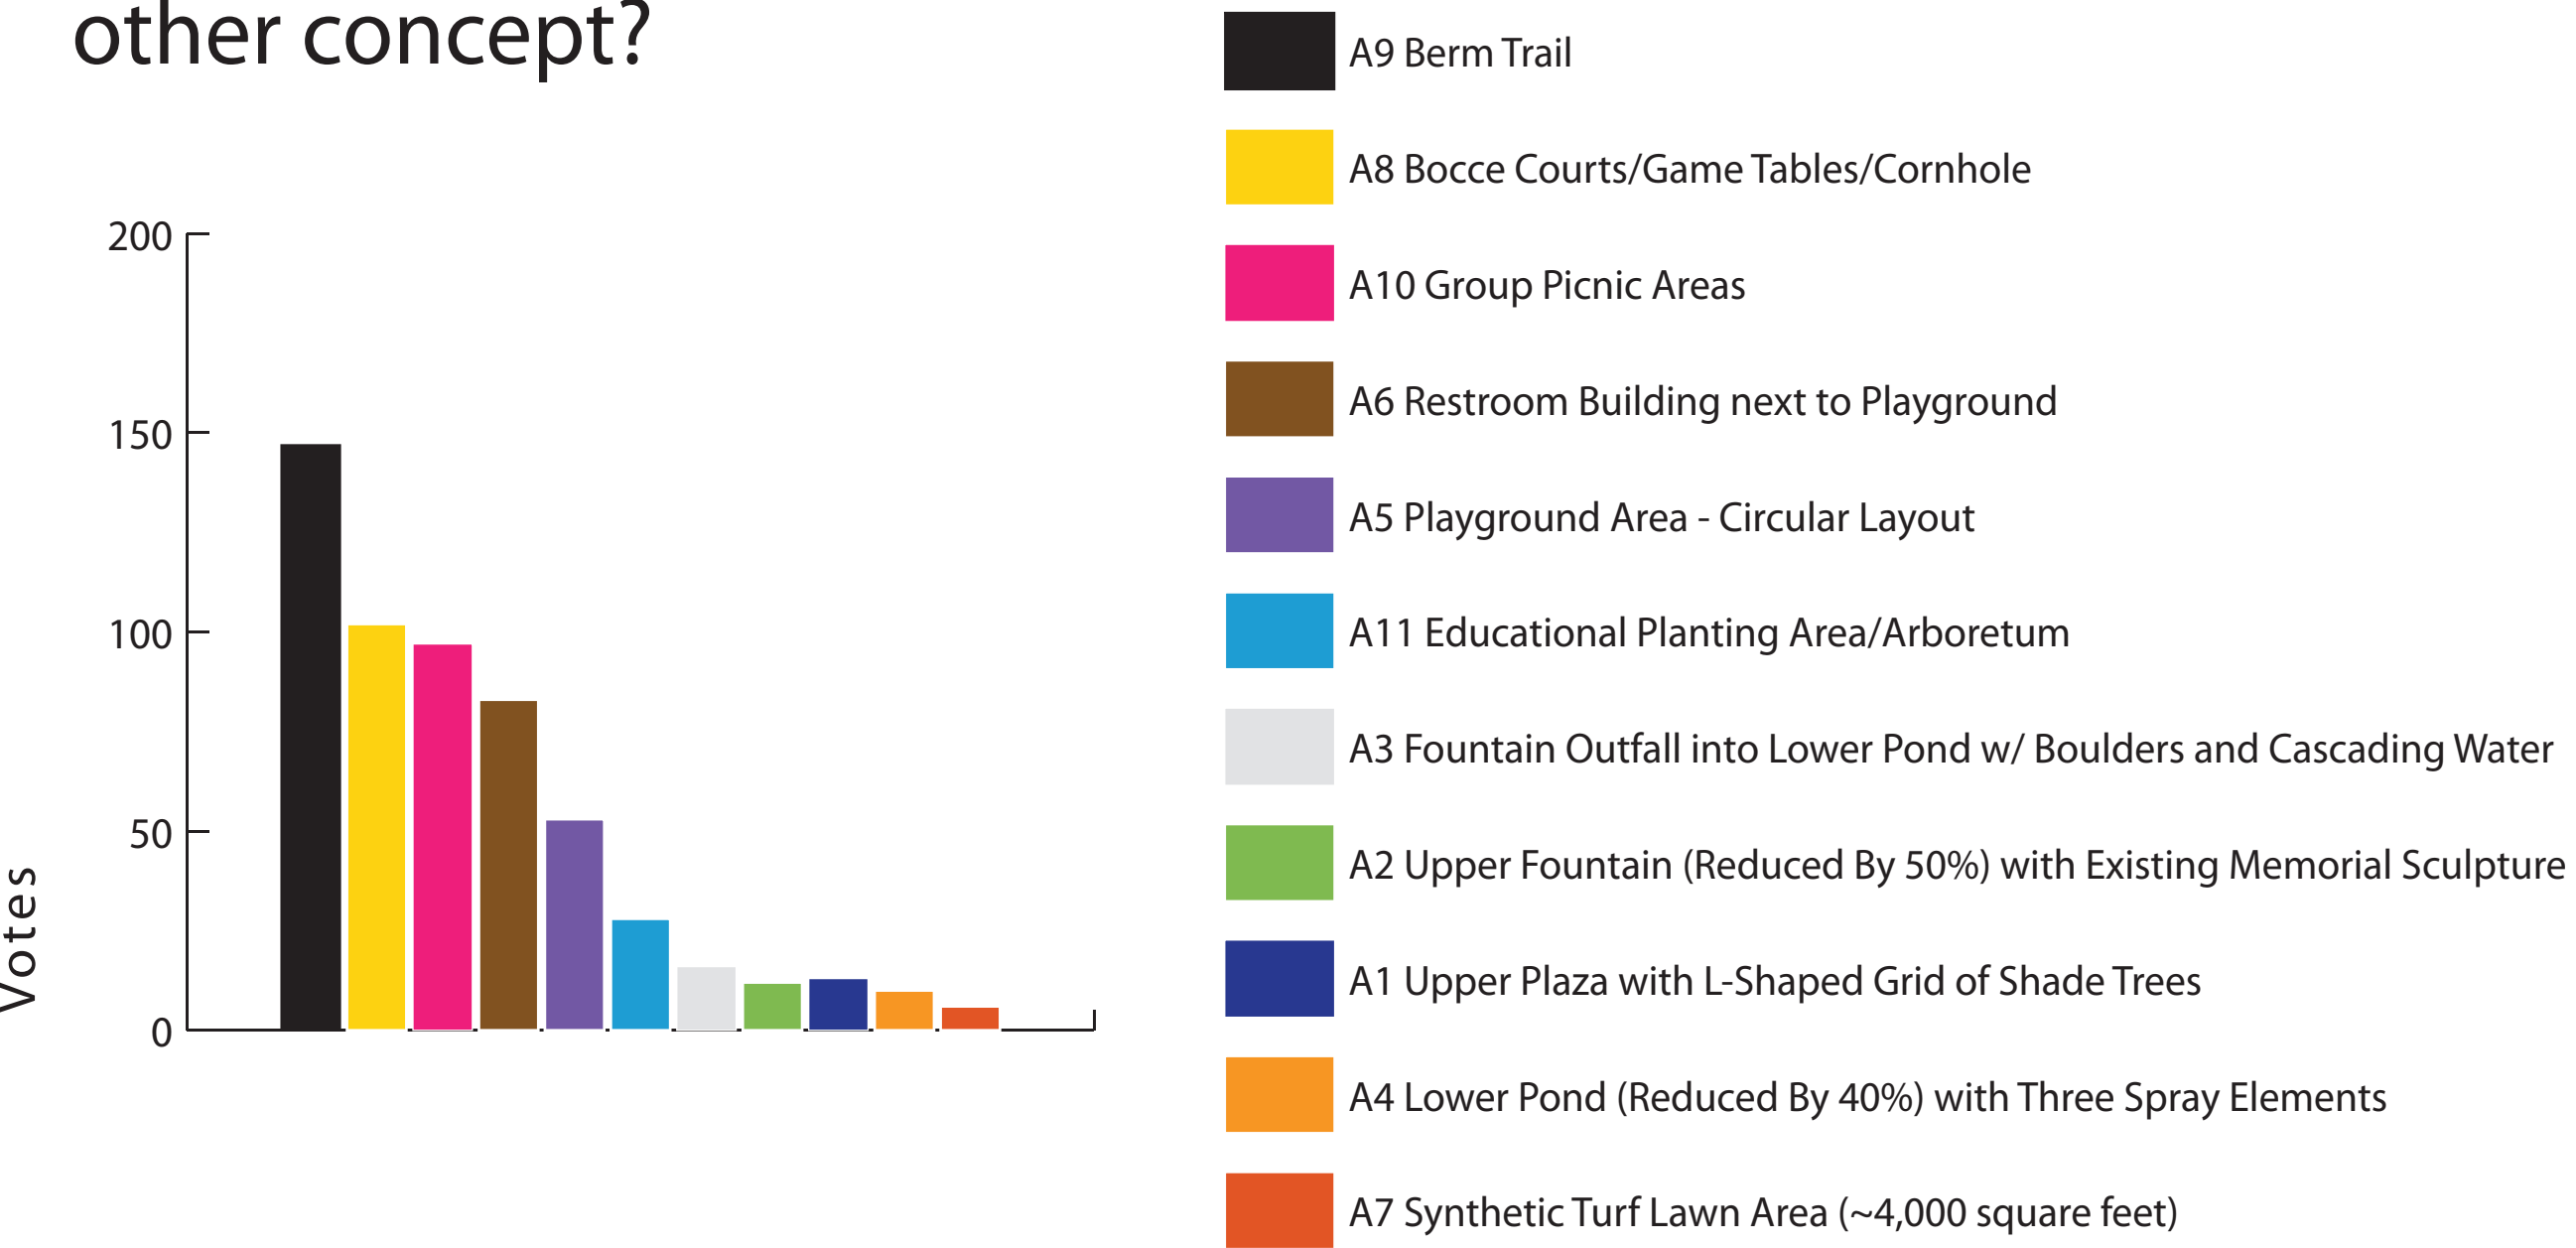 other concept?
200
150
100
50
0
Votes
A9 Berm Trail
A8 Bocce Courts/Game Tables/Cornhole
A10 Group Picnic Areas
A6 Restroom Building next to Playground
A5 Playground Area - Circular Layout
A11 Educational Planting Area/Arboretum
A3 Fountain Outfall into Lower Pond w/ Boulders and Cascading Water
A2 Upper Fountain (Reduced By 50%) with Existing Memorial Sculpture
A1 Upper Plaza with L-Shaped Grid of Shade Trees
A4 Lower Pond (Reduced By 40%) with Three Spray Elements
A7 Synthetic Turf Lawn Area (~4,000 square feet)